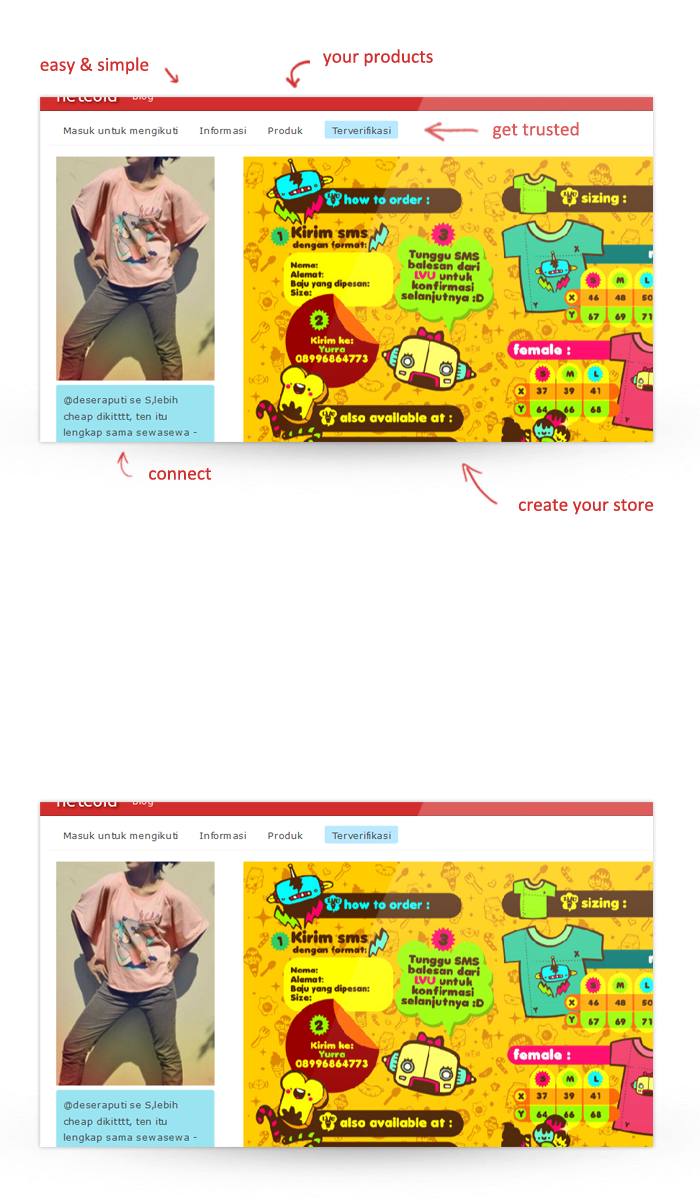 your products
easy & simple
netcold blog
Masuk untuk mengikuti Informasi Produk Terverifikasi
get trusted
how to order :
sizing :
1 Kirim sms
dengan format:
Nama:
Alamat:
Baju yang dipesan:
Size:
3
Tunggu SMS
balesan dari
LVU untuk
konfirmasi
selanjutnya :D
2
Kirim ke:
Yurra
08996864773
X
Y
S M L
X 46 48 50
Y 67 69 71
female :
S M L
X 37 39 41
Y 64 66 68
also available at :
@deseraputi se S,lebih
cheap dikitttt, ten itu
lengkap sama sewasewa -
connect
create your store
blog
Masuk untuk mengikuti Informasi Produk Terverifikasi
how to order :
sizing :
1 Kirim sms
dengan format:
Nama:
Alamat:
Baju yang dipesan:
Size:
3
Tunggu SMS
balesan dari
LVU untuk
konfirmasi
selanjutnya :D
2
Kirim ke:
Yurra
08996864773
X
Y
S M L
X 46 48 50
Y 67 69 71
female :
S M L
X 37 39 41
Y 64 66 68
also available at :
@deseraputi se S,lebih
cheap dikitttt, ten itu
lengkap sama sewasewa -